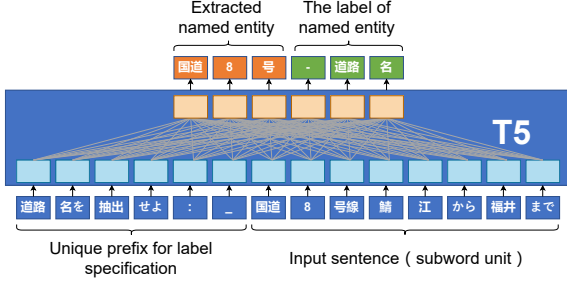 Extracted named entity
The label of named entity
国道 8 号 - 道路 名
T5
道路 名を 抽出 せよ : _ 国道 8 号線 鯖 江 から 福井 まで
Unique prefix for label specification
Input sentence ( subword unit )